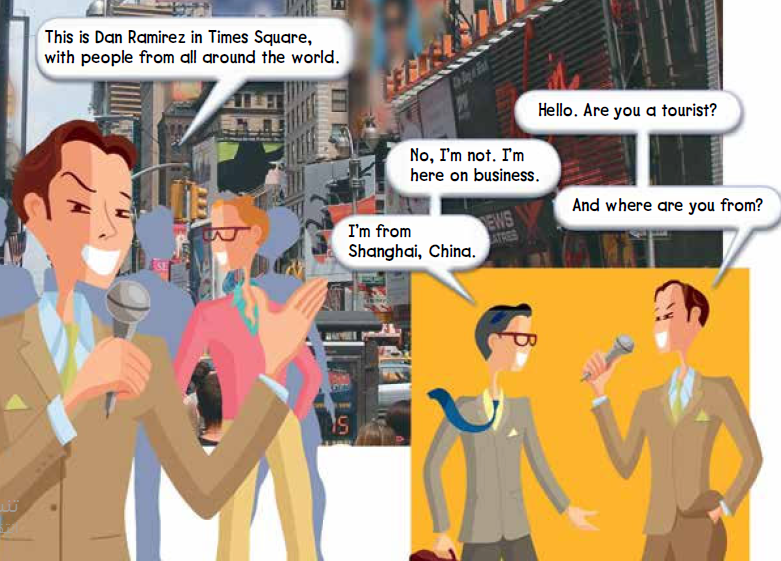 This is Dan Ramirez in Times Square,
with people from all around the world.
Hello. Are you a tourist?
No, I'm not. I'm
here on business.
And where are you from?
I'm from
Shanghai, China.
NEWS
15